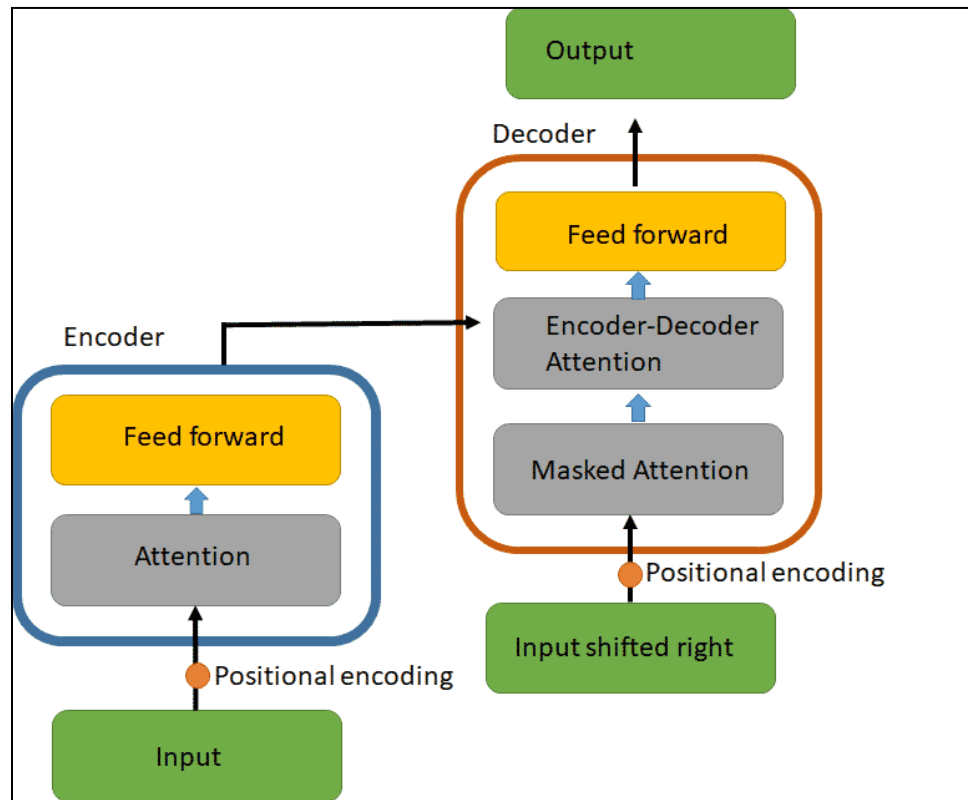 Output
Decoder
Feed forward
Encoder-Decoder
Attention
Encoder
Feed forward
Masked Attention
Attention
Positional encoding
Input shifted right
Positional encoding
Input